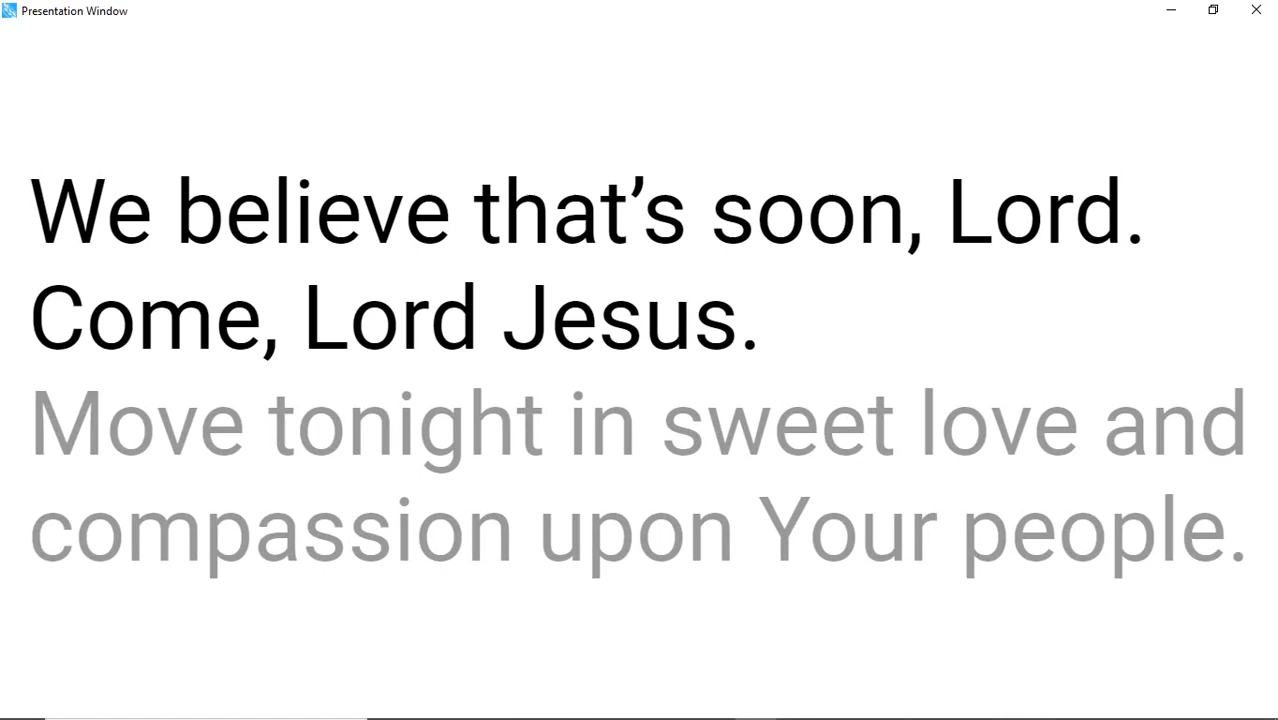 Presentation Window
We believe that’s soon, Lord.
Come, Lord Jesus.
Move tonight in sweet love and
compassion upon Your people.